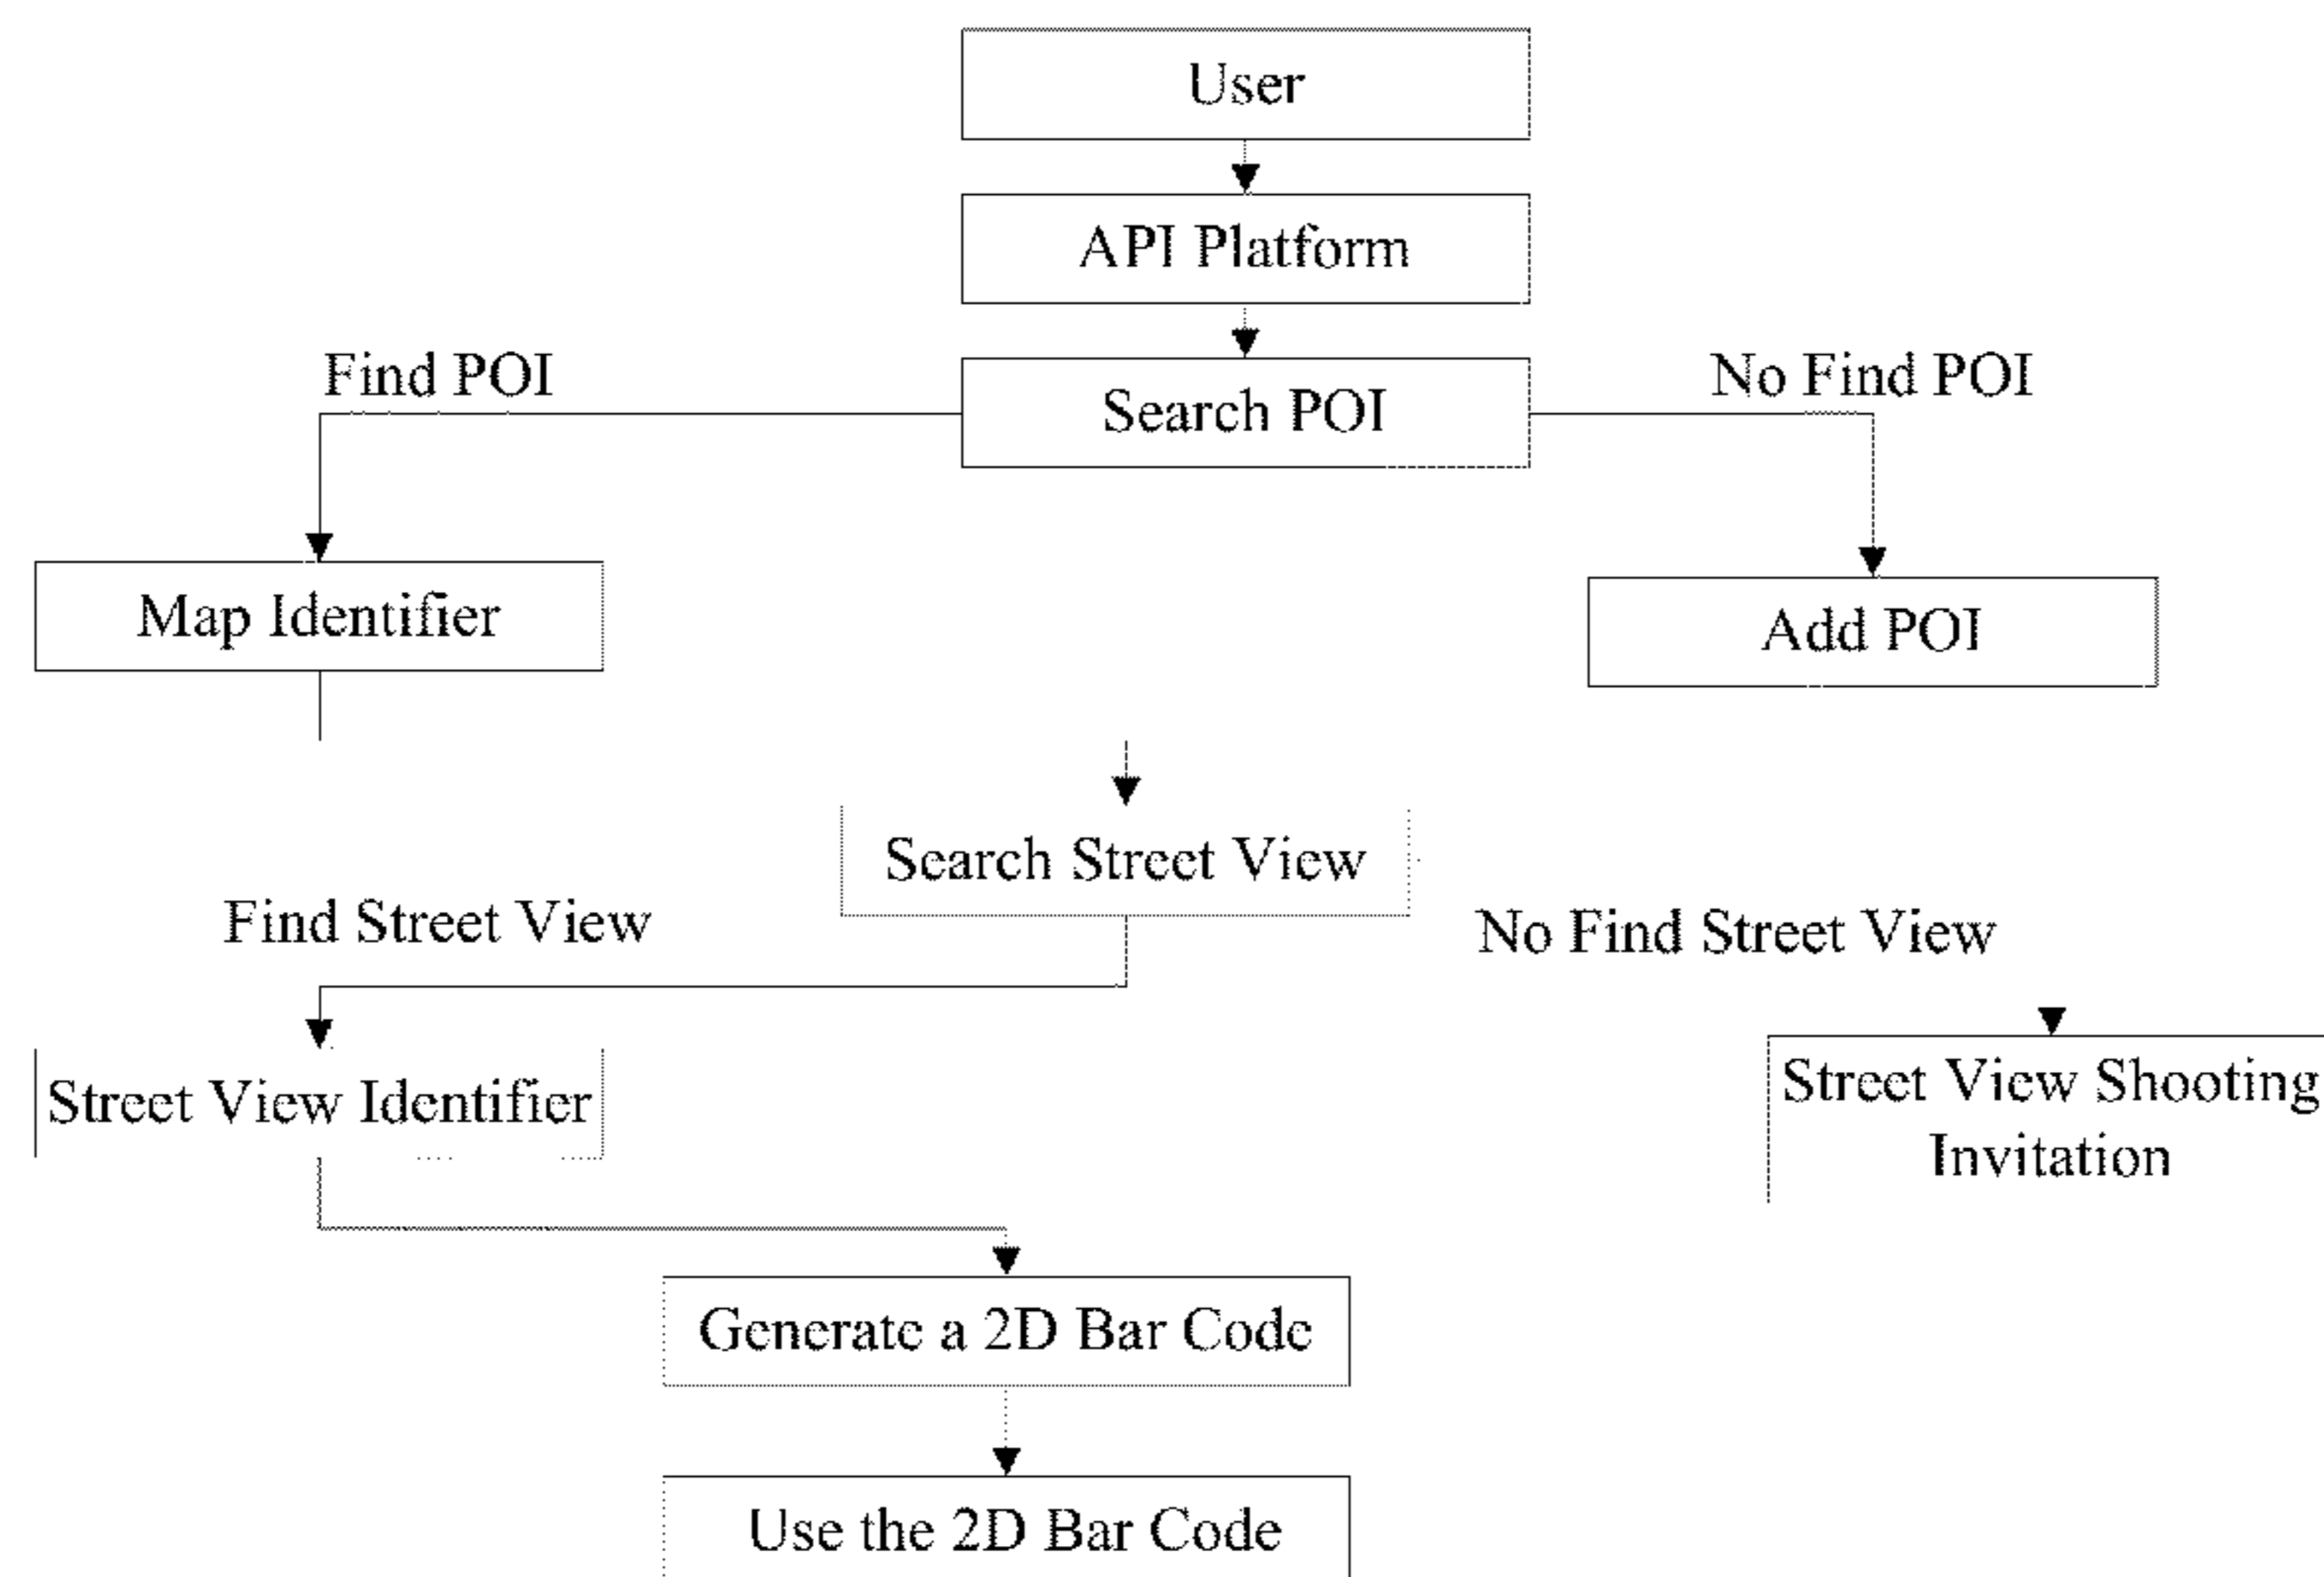 User
API Platform
Find POI
No Find POI
Search POI
Map Identifier
Add POI
Search Street View
Find Street View
No Find Street View
Street View Identifier
Street View Shooting
Invitation
Generate a 2D Bar Code
Use the 2D Bar Code